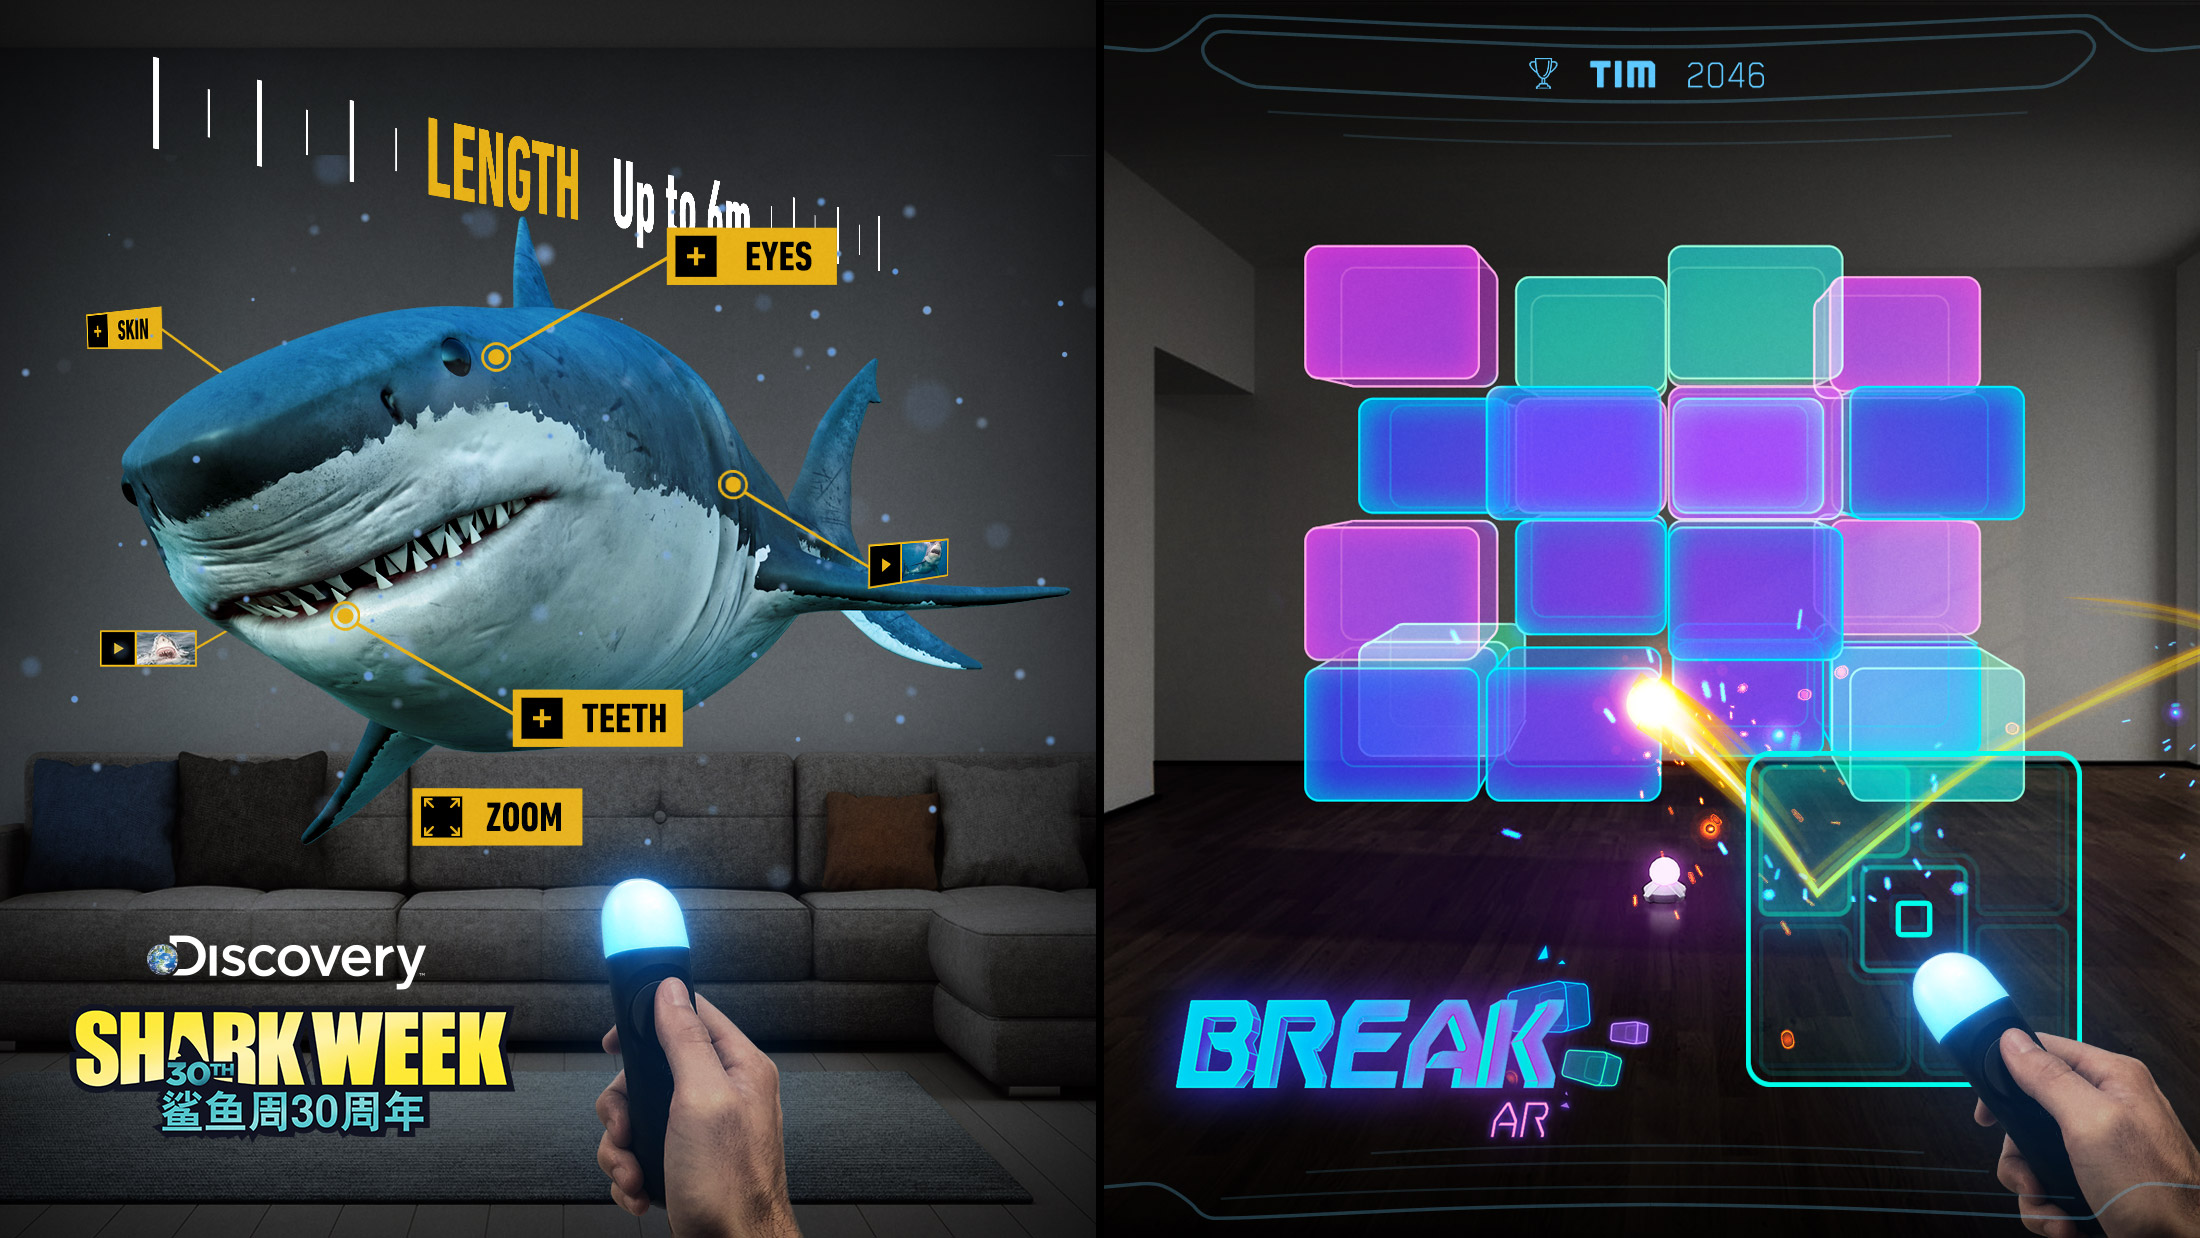 LENGTH Up to 6m
EYES
SKIN
TEETH
ZOOM
Discovery
SHARK WEEK
30TH
鲨鱼周30周年
TIM 2046
BREAK
AR